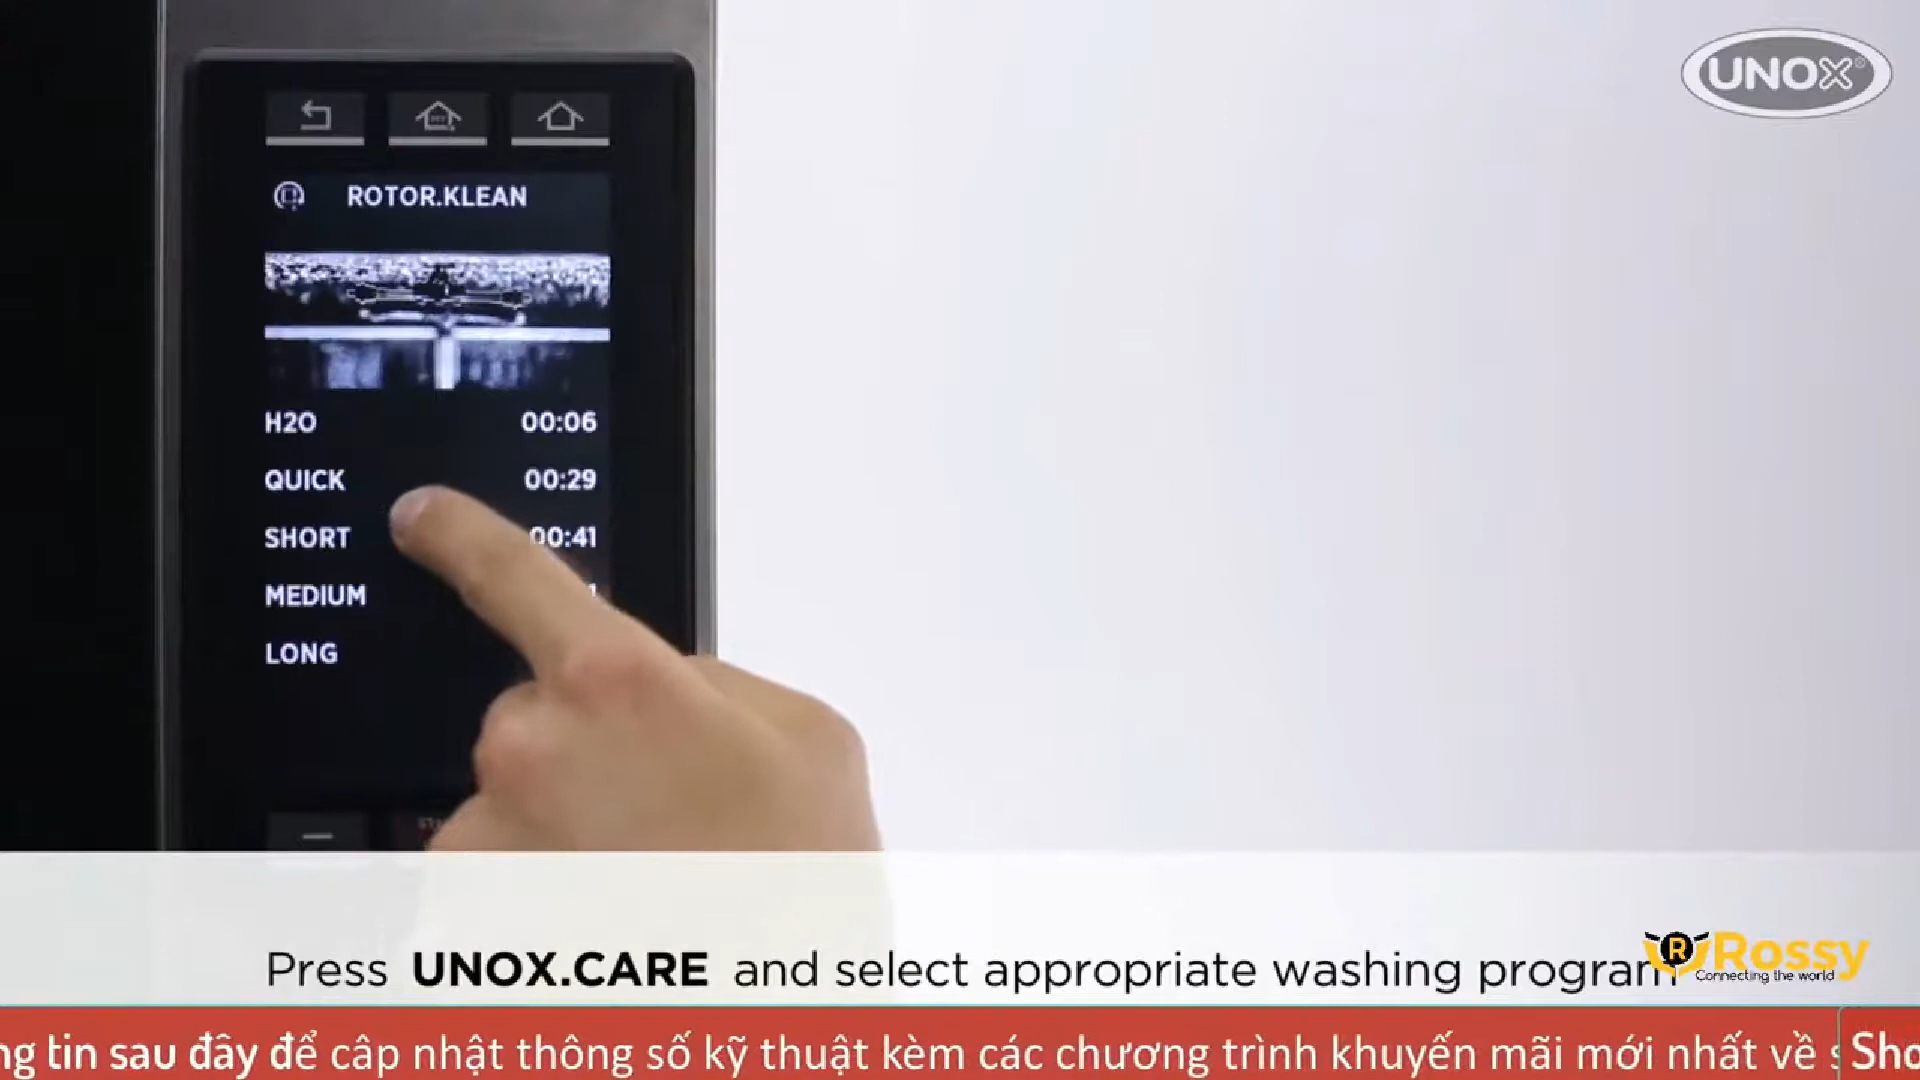 UNOX®
ROTOR.KLEAN
H2O 00:06
QUICK 00:29
SHORT 00:41
MEDIUM
LONG
Press UNOX.CARE and select appropriate washing program
Rossy
Connecting the world
tin sau đây để câp nhật thông số kỹ thuật kèm các chương trình khuyến mãi mới nhất về